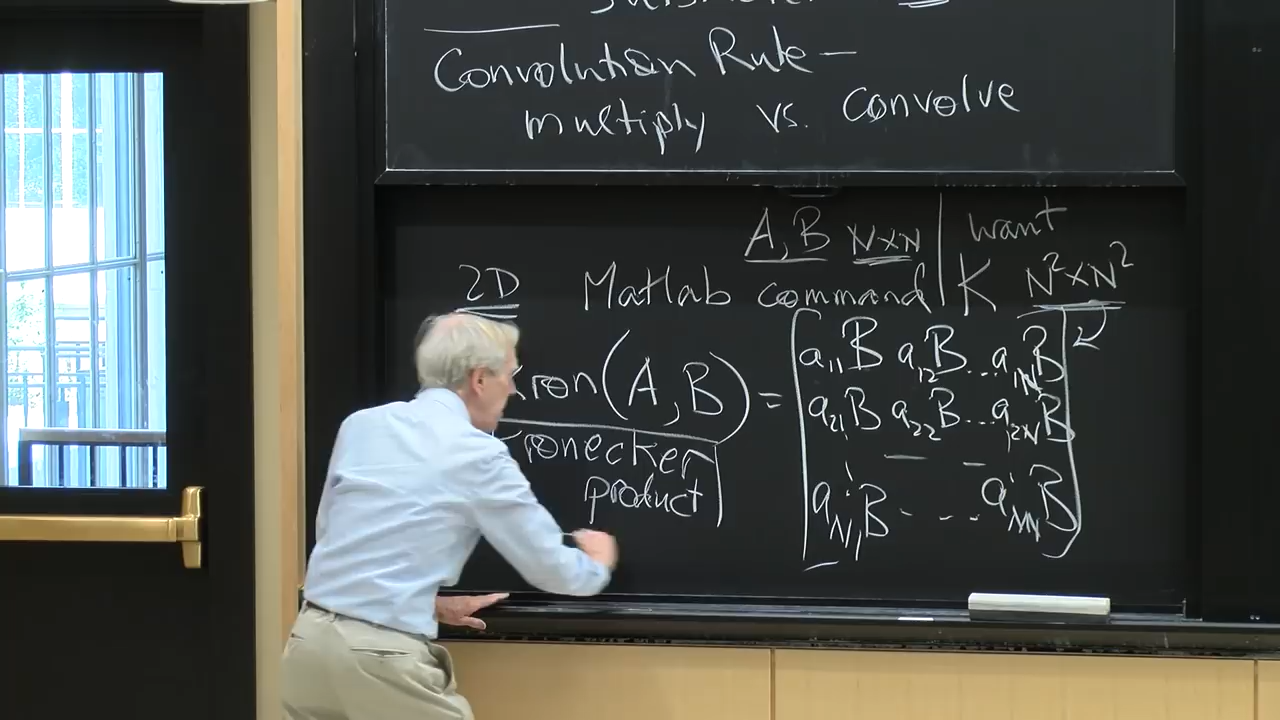 Convolution Rule —
multiply vs. Convolve
A, B N×N | want
2D Matlab command | K N²×N²
kron(A, B) = [a₁₁B a₁₂B ... a₁NB
a₂₁B a₂₂B ... a₂NB
Kronecker
product
aN₁B . - ... aNNB]